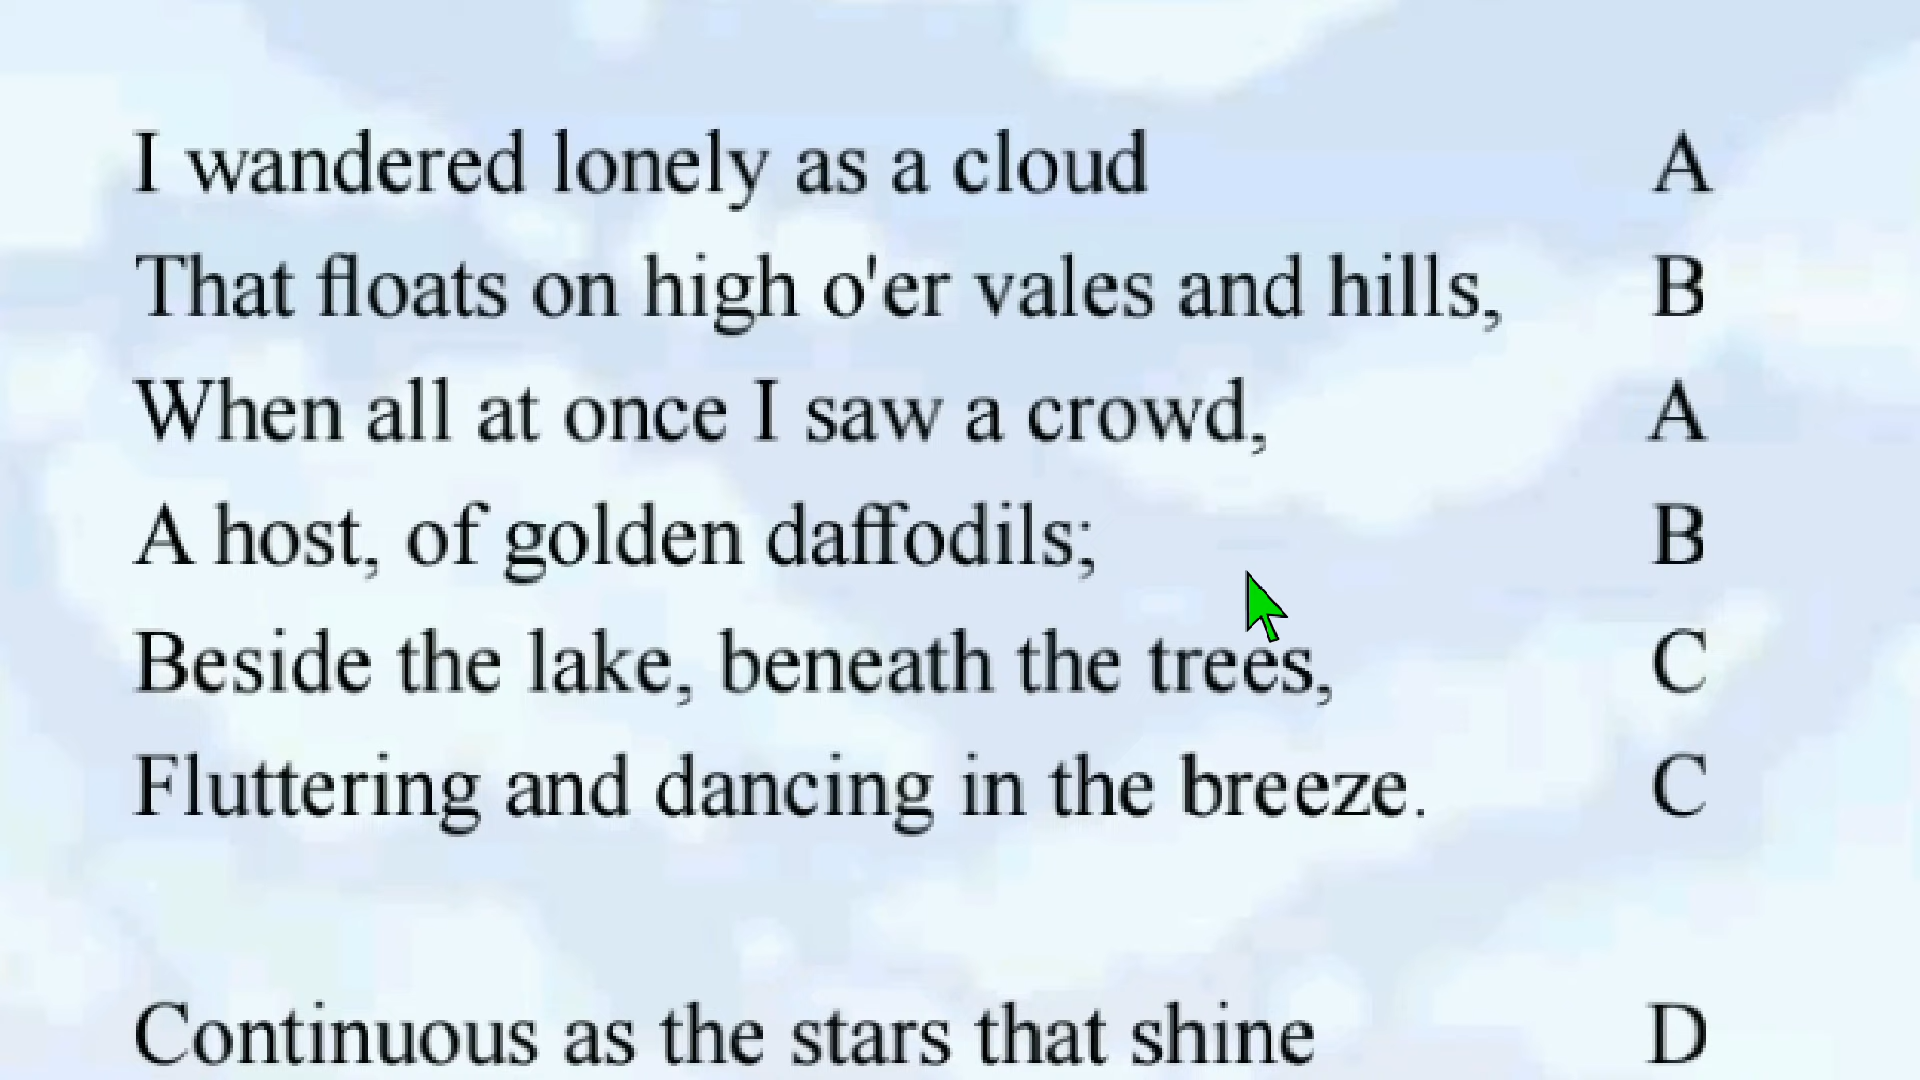 I wandered lonely as a cloud A
That floats on high o'er vales and hills, B
When all at once I saw a crowd, A
A host, of golden daffodils; B
Beside the lake, beneath the trees, C
Fluttering and dancing in the breeze. C
Continuous as the stars that shine D